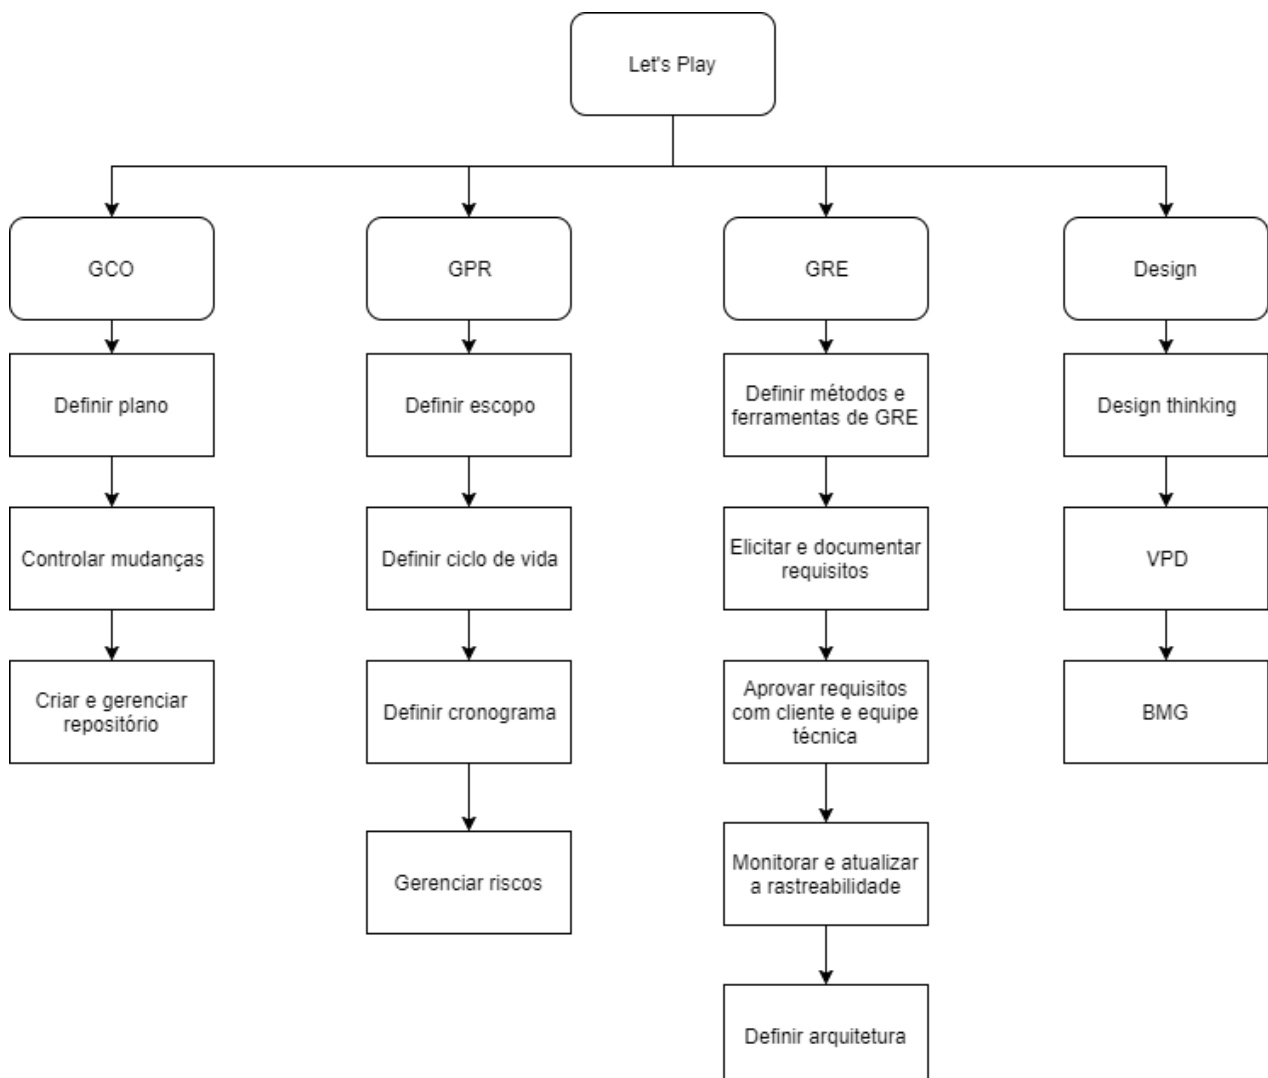 Let's Play
GCO
GPR
GRE
Design
Definir plano
Definir escopo
Definir métodos e
ferramentas de GRE
Design thinking
Controlar mudanças
Definir ciclo de vida
Elicitar e documentar
requisitos
VPD
Criar e gerenciar
repositório
Definir cronograma
Aprovar requisitos
com cliente e equipe
técnica
BMG
Gerenciar riscos
Monitorar e atualizar
a rastreabilidade
Definir arquitetura